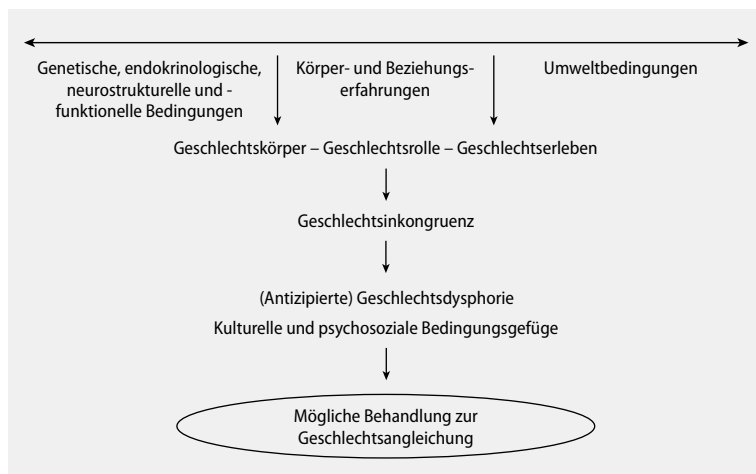 Genetische, endokrinologische,
neurostrukturelle und -
funktionelle Bedingungen
Körper- und Beziehungs-
erfahrungen
Umweltbedingungen
Geschlechtskörper – Geschlechtsrolle – Geschlechtserleben
Geschlechtsinkongruenz
(Antizipierte) Geschlechtsdysphorie
Kulturelle und psychosoziale Bedingungsgefüge
Mögliche Behandlung zur
Geschlechtsangleichung